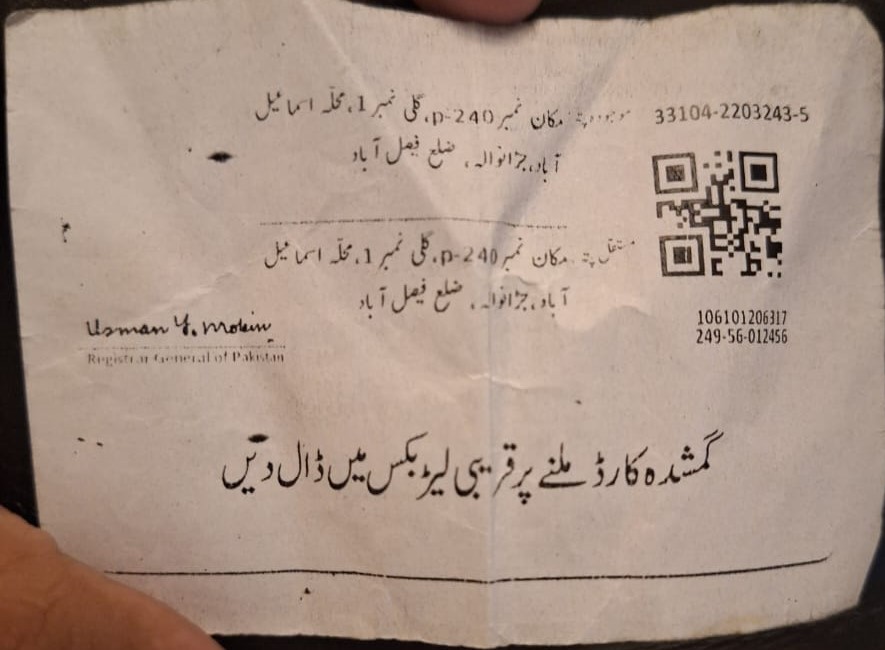 33104-2203243-5
موجودہ پتہ: مکان نمبر p-240، گلی نمبر 1، محلّہ اسماعیل
آباد، جڑانوالہ، ضلع فیصل آباد
مستقل پتہ: مکان نمبر p-240، گلی نمبر 1، محلّہ اسماعیل
آباد، جڑانوالہ، ضلع فیصل آباد
106101206317
249-56-012456
Usman Y. Mobin
Registrar General of Pakistan
گمشدہ کارڈ ملنے پر قریبی لیٹر بکس میں ڈال دیں